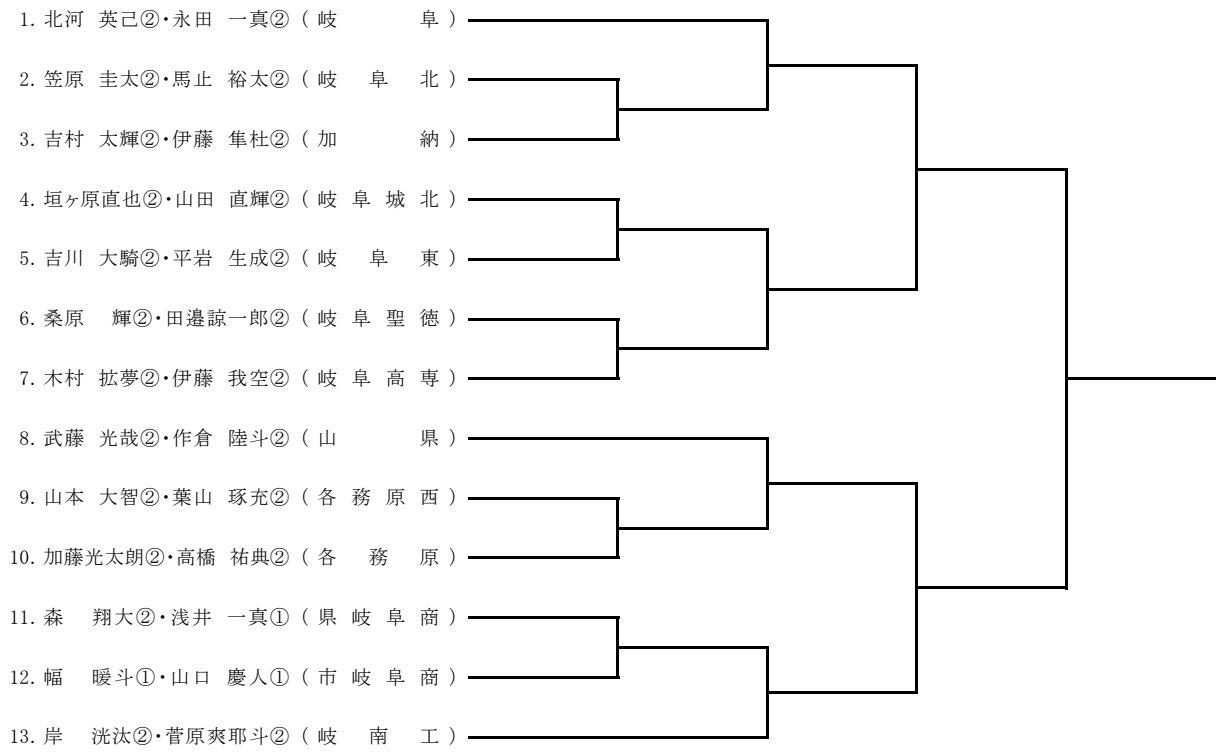 1. 北河 英己②・永田 一真② ( 岐 阜 )
2. 笠原 圭太②・馬止 裕太② ( 岐 阜 北 )
3. 吉村 太輝②・伊藤 隼杜② ( 加 納 )
4. 垣ヶ原直也②・山田 直輝② ( 岐 阜 城 北 )
5. 吉川 大騎②・平岩 生成② ( 岐 阜 東 )
6. 桑原 輝②・田邉諒一郎② ( 岐 阜 聖 徳 )
7. 木村 拡夢②・伊藤 我空② ( 岐 阜 高 専 )
8. 武藤 光哉②・作倉 陸斗② ( 山 県 )
9. 山本 大智②・葉山 琢充② ( 各 務 原 西 )
10. 加藤光太朗②・高橋 祐典② ( 各 務 原 )
11. 森 翔大②・浅井 一真① ( 県 岐 阜 商 )
12. 幅 暖斗①・山口 慶人① ( 市 岐 阜 商 )
13. 岸 洸汰②・菅原爽耶斗② ( 岐 南 工 )